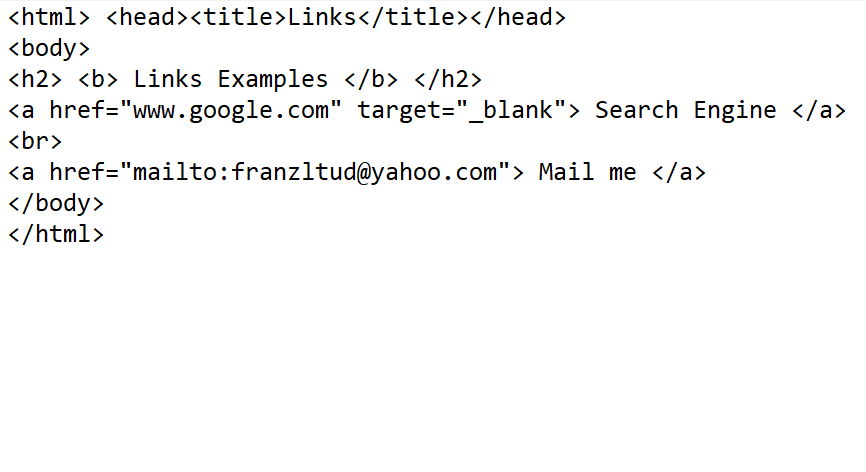 <html> <head><title>Links</title></head>
<body>
<h2> <b> Links Examples </b> </h2>
<a href="www.google.com" target="_blank"> Search Engine </a>
<br>
<a href="mailto:franzltud@yahoo.com"> Mail me </a>
</body>
</html>